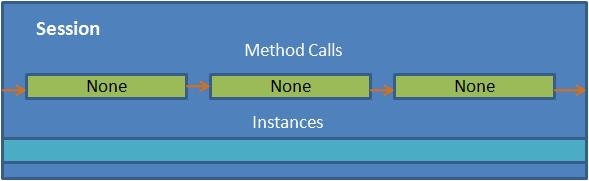 Session
Method Calls
None None None
Instances